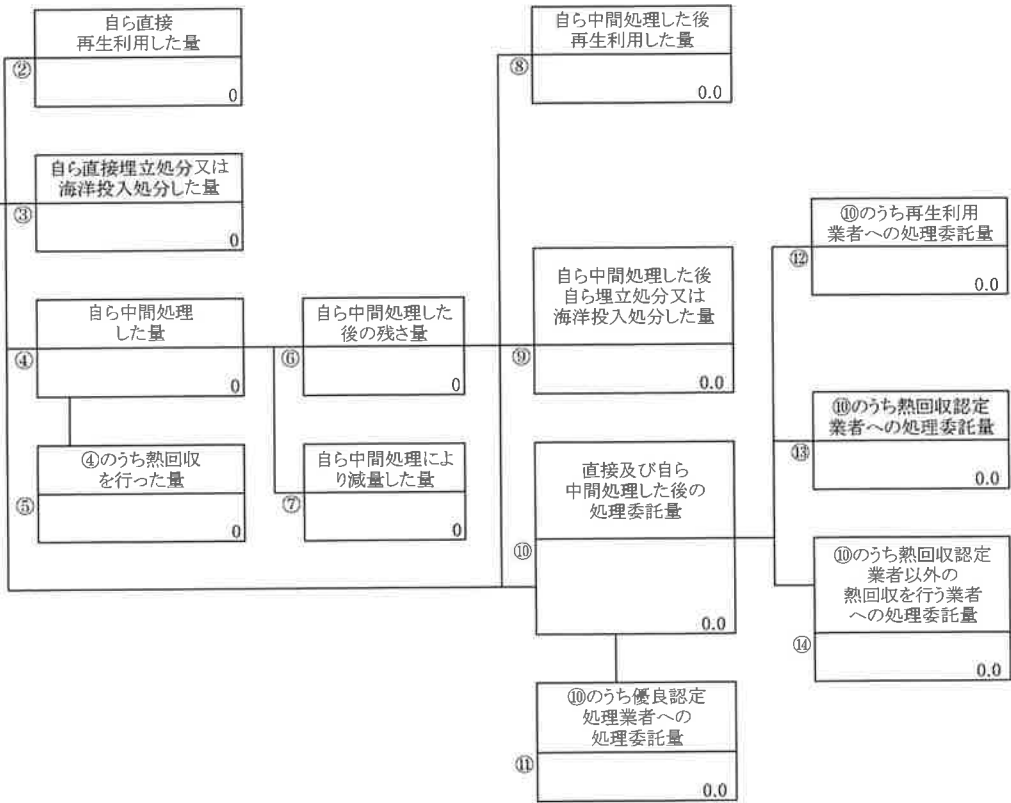 自ら直接
再生利用した量
②
0
自ら直接埋立処分又は
海洋投入処分した量
③
0
自ら中間処理
した量
④
0
④のうち熱回収
を行った量
⑤
0
自ら中間処理した
後の残さ量
⑥
0
自ら中間処理によ
り減量した量
⑦
0
自ら中間処理した後
再生利用した量
⑧
0.0
自ら中間処理した後
自ら埋立処分又は
海洋投入処分した量
⑨
0.0
直接及び自ら
中間処理した後の
処理委託量
⑩
0.0
⑩のうち優良認定
処理業者への
処理委託量
⑪
0.0
⑩のうち再生利用
業者への処理委託量
⑫
0.0
⑩のうち熱回収認定
業者への処理委託量
⑬
0.0
⑩のうち熱回収認定
業者以外の
熱回収を行う業者
への処理委託量
⑭
0.0